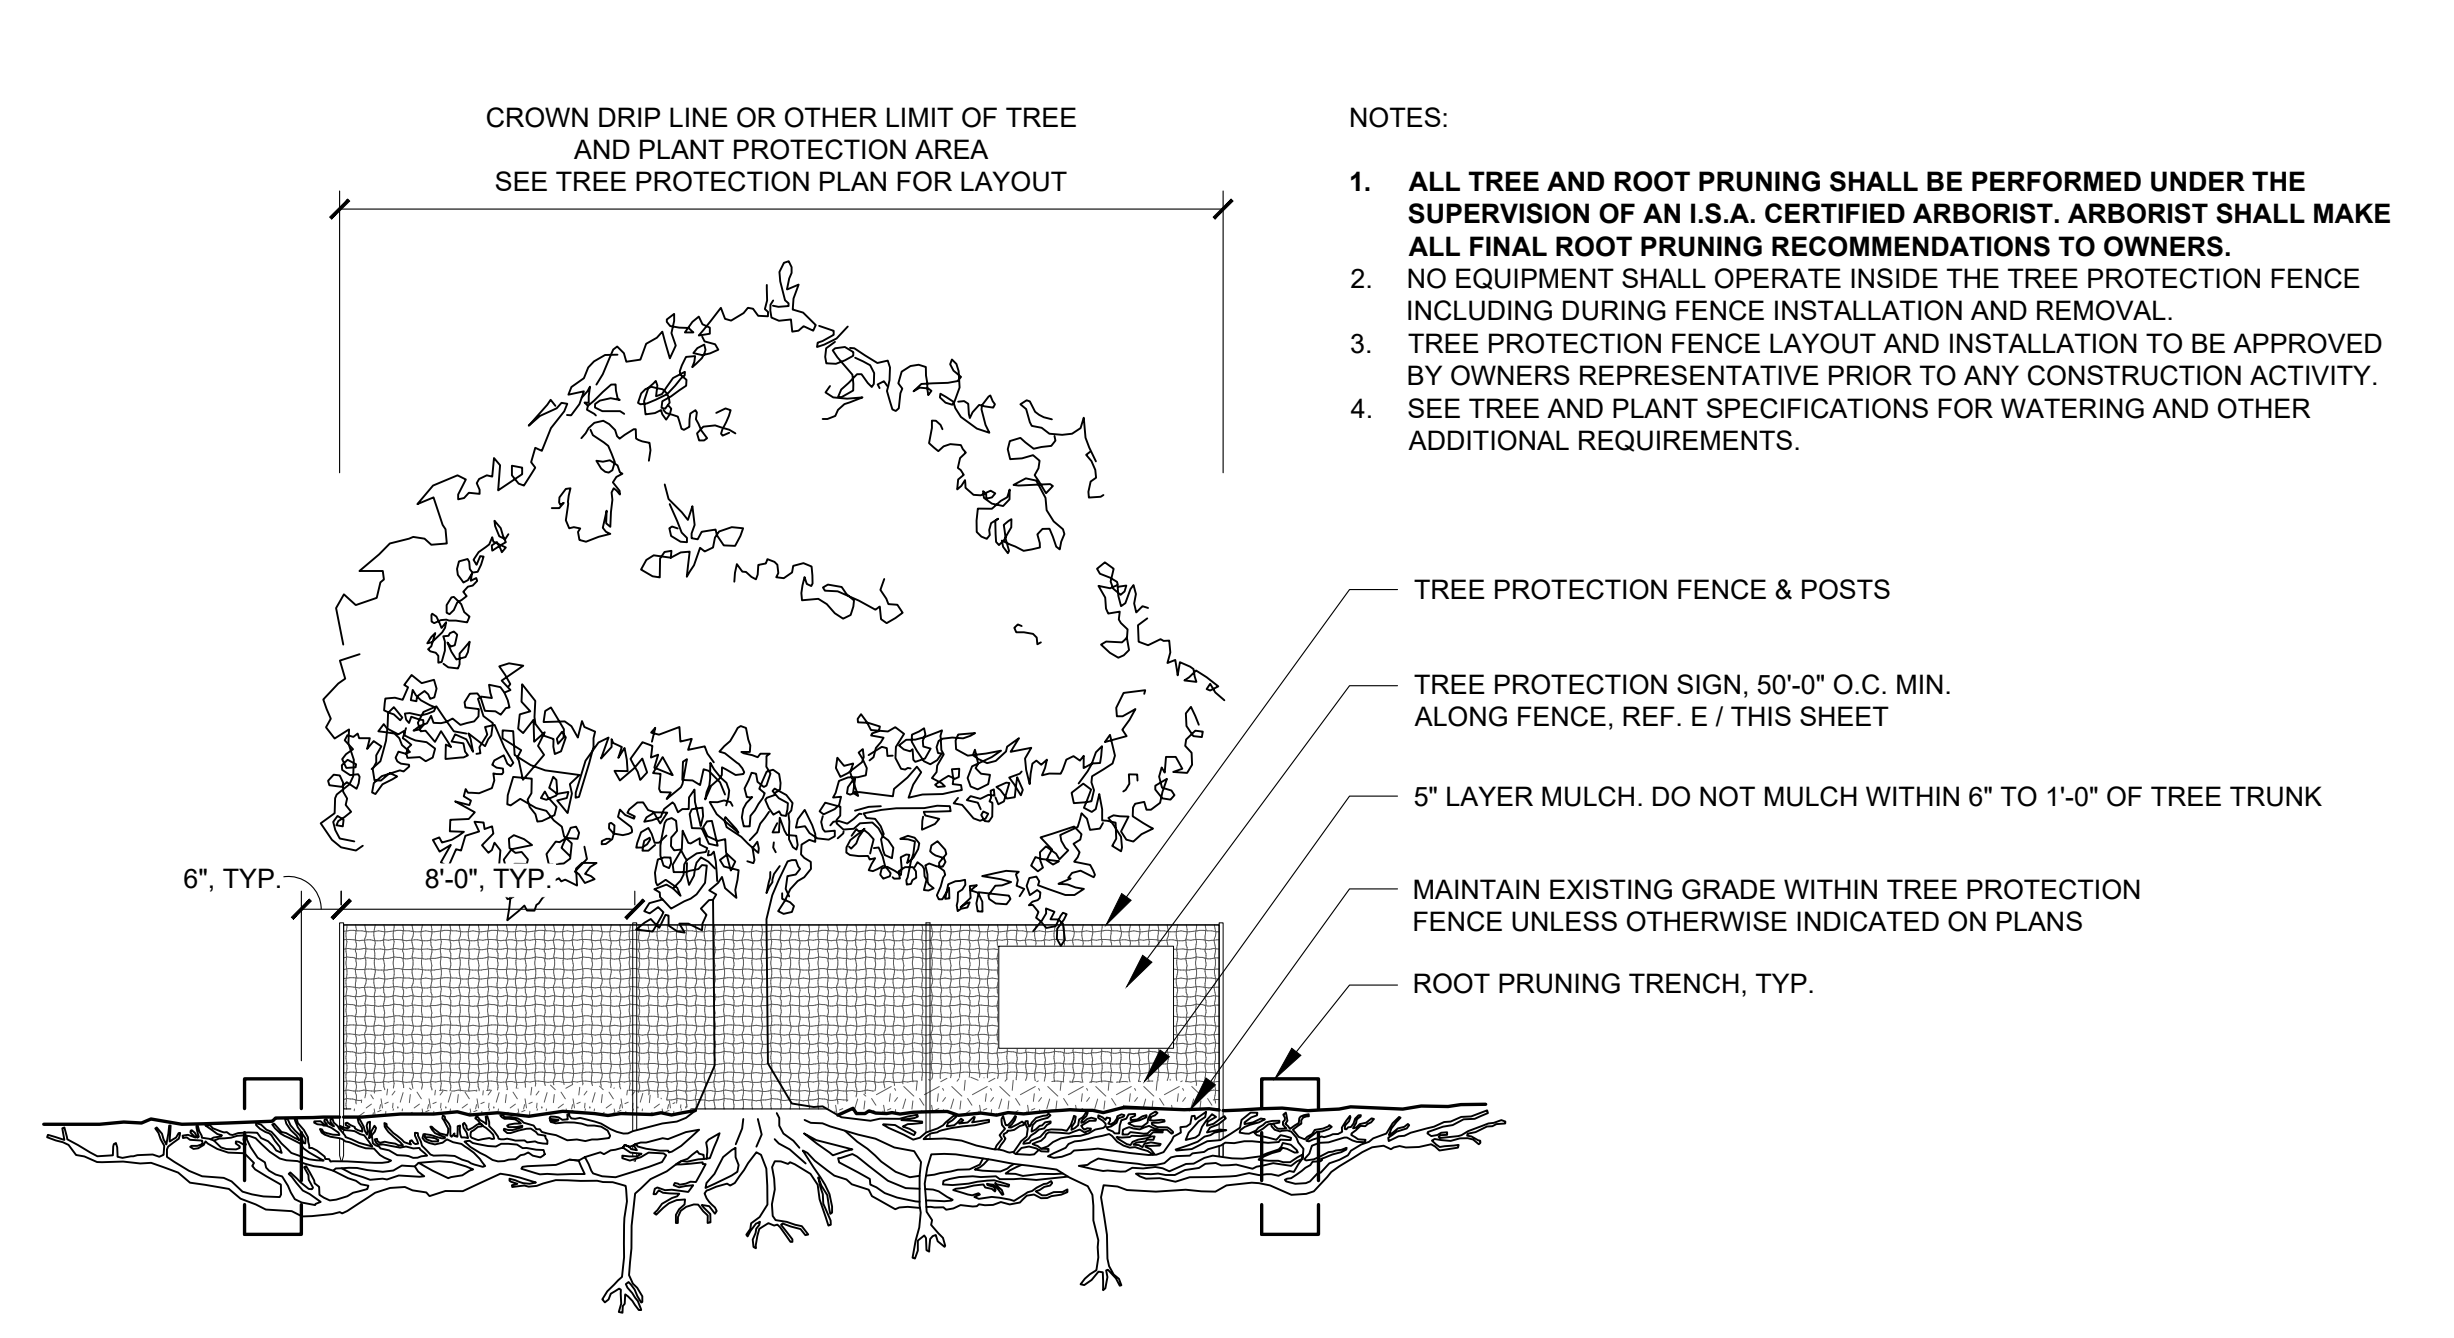 CROWN DRIP LINE OR OTHER LIMIT OF TREE
AND PLANT PROTECTION AREA
SEE TREE PROTECTION PLAN FOR LAYOUT
NOTES:
1. ALL TREE AND ROOT PRUNING SHALL BE PERFORMED UNDER THE
SUPERVISION OF AN I.S.A. CERTIFIED ARBORIST. ARBORIST SHALL MAKE
ALL FINAL ROOT PRUNING RECOMMENDATIONS TO OWNERS.
2. NO EQUIPMENT SHALL OPERATE INSIDE THE TREE PROTECTION FENCE
INCLUDING DURING FENCE INSTALLATION AND REMOVAL.
3. TREE PROTECTION FENCE LAYOUT AND INSTALLATION TO BE APPROVED
BY OWNERS REPRESENTATIVE PRIOR TO ANY CONSTRUCTION ACTIVITY.
4. SEE TREE AND PLANT SPECIFICATIONS FOR WATERING AND OTHER
ADDITIONAL REQUIREMENTS.
TREE PROTECTION FENCE & POSTS
TREE PROTECTION SIGN, 50'-0" O.C. MIN.
ALONG FENCE, REF. E / THIS SHEET
5" LAYER MULCH. DO NOT MULCH WITHIN 6" TO 1'-0" OF TREE TRUNK
6", TYP.
8'-0", TYP.
MAINTAIN EXISTING GRADE WITHIN TREE PROTECTION
FENCE UNLESS OTHERWISE INDICATED ON PLANS
ROOT PRUNING TRENCH, TYP.